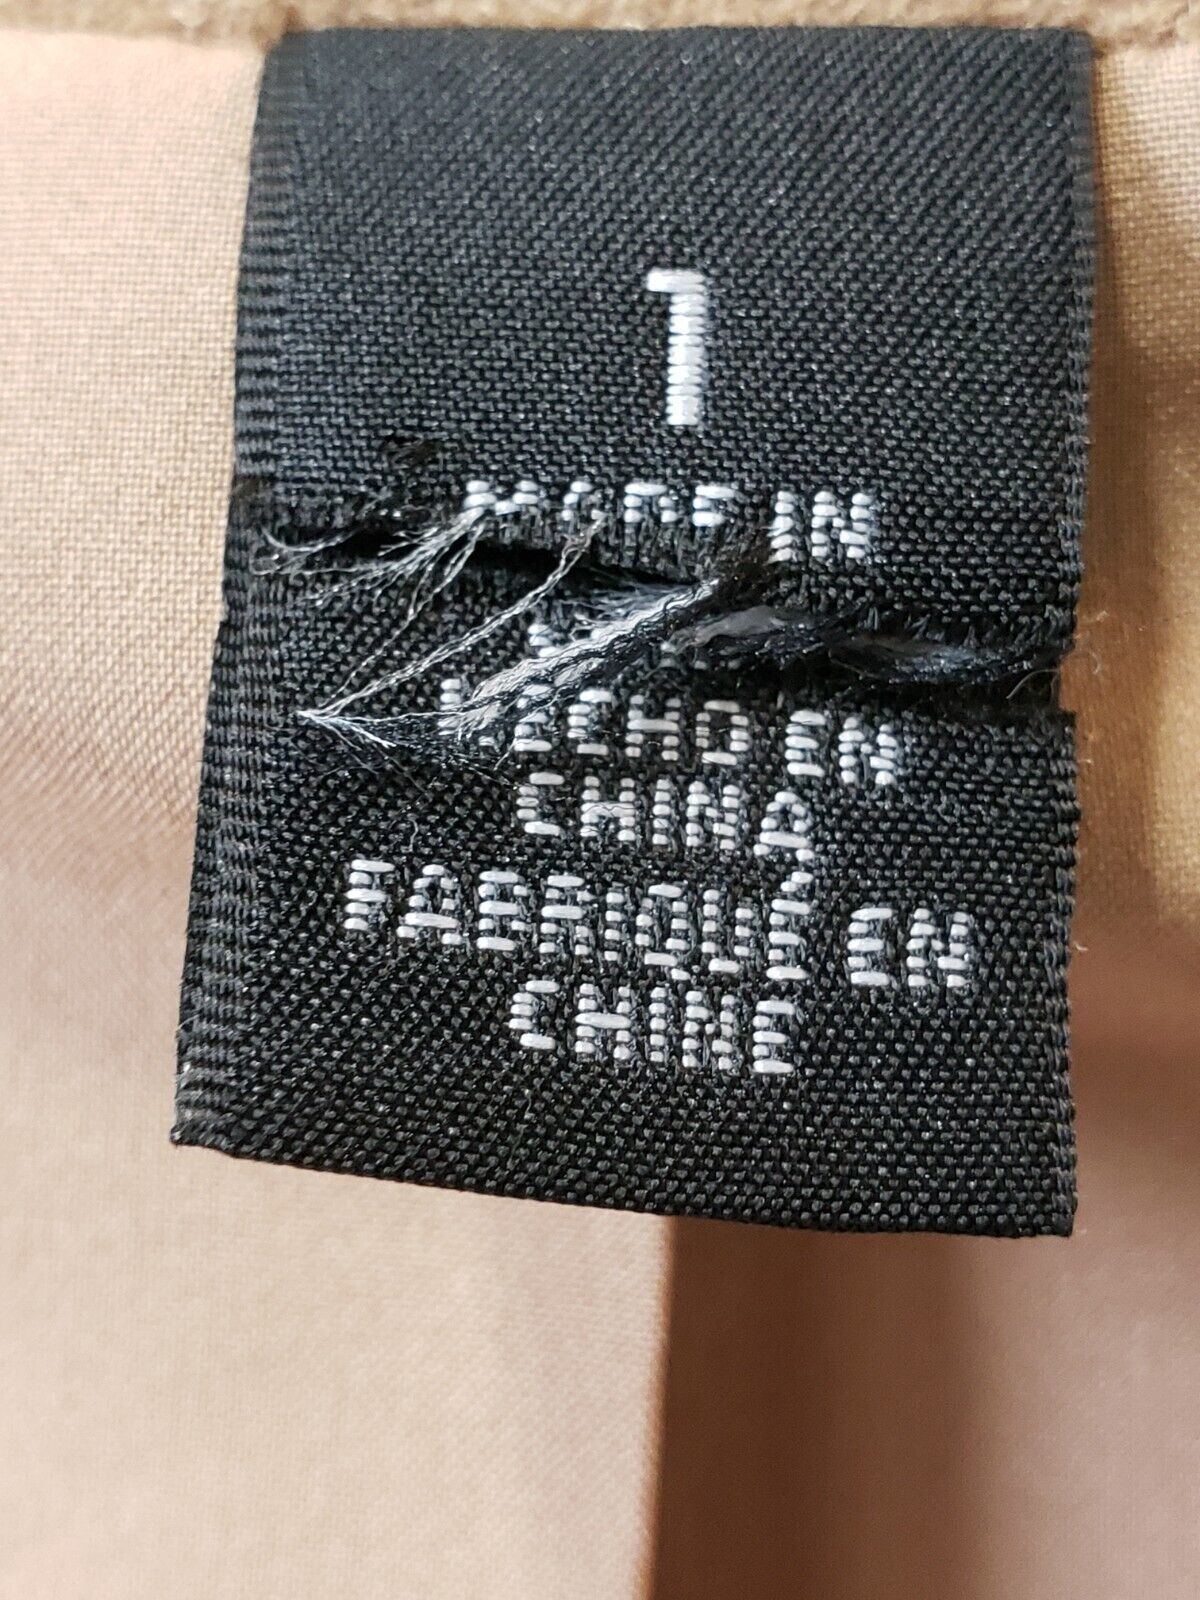 1
MADE IN
HECHO EN
CHINA
FABRIQUÉ EN
CHINE